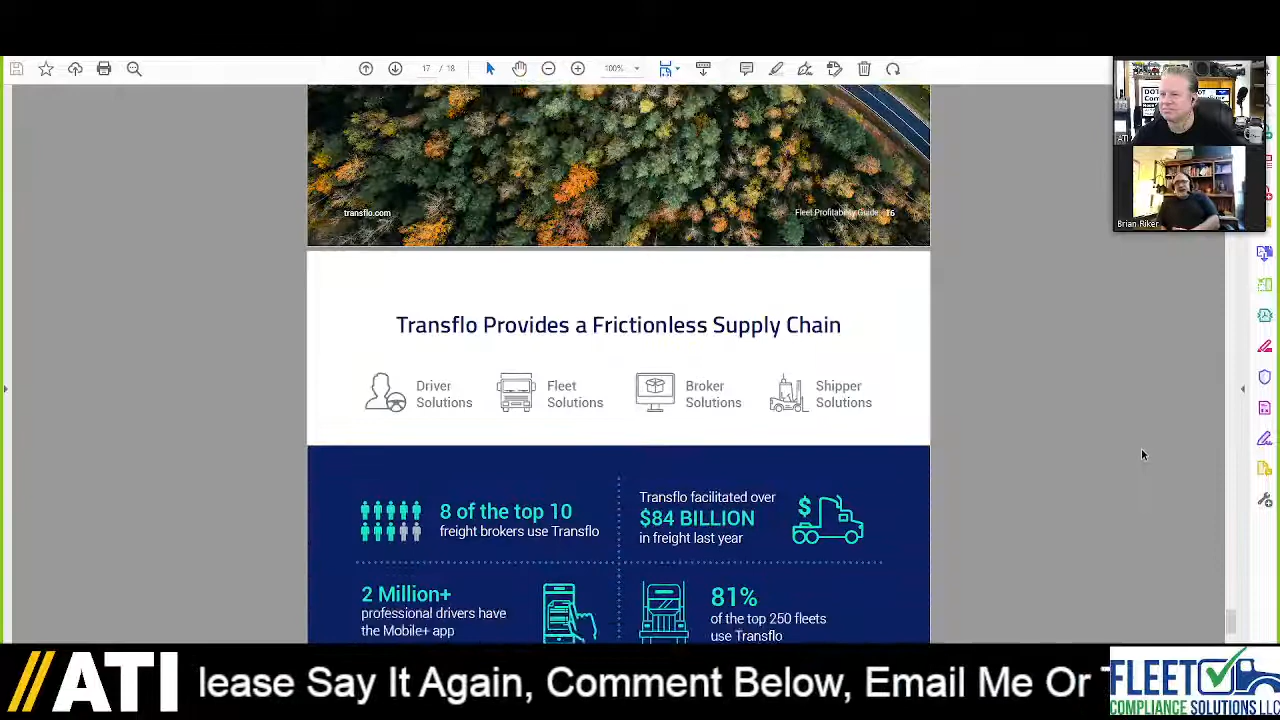 17 / 18
100%
transflo.com
Fleet Profitability Guide 16
Transflo Provides a Frictionless Supply Chain
Driver
Solutions
Fleet
Solutions
Broker
Solutions
Shipper
Solutions
8 of the top 10
freight brokers use Transflo
Transflo facilitated over
$84 BILLION
in freight last year
2 Million+
professional drivers have
the Mobile+ app
81%
of the top 250 fleets
use Transflo
ATI
Brian Riker
//ATI
lease Say It Again, Comment Below, Email Me Or
FLEET
COMPLIANCE SOLUTIONS LLC